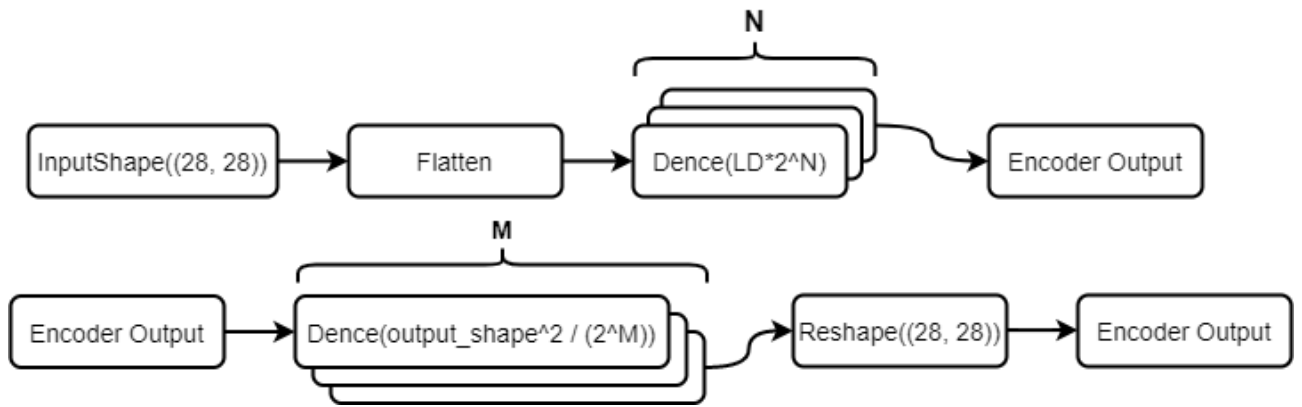 N
InputShape((28, 28))
Flatten
Dence(LD*2^N)
Encoder Output
M
Encoder Output
Dence(output_shape^2 / (2^M))
Reshape((28, 28))
Encoder Output